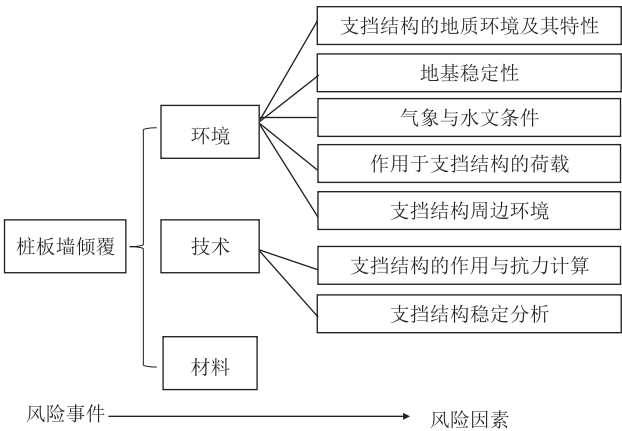 支挡结构的地质环境及其特性
地基稳定性
气象与水文条件
环境
作用于支挡结构的荷载
支挡结构周边环境
桩板墙倾覆
技术
支挡结构的作用与抗力计算
支挡结构稳定分析
材料
风险事件
风险因素